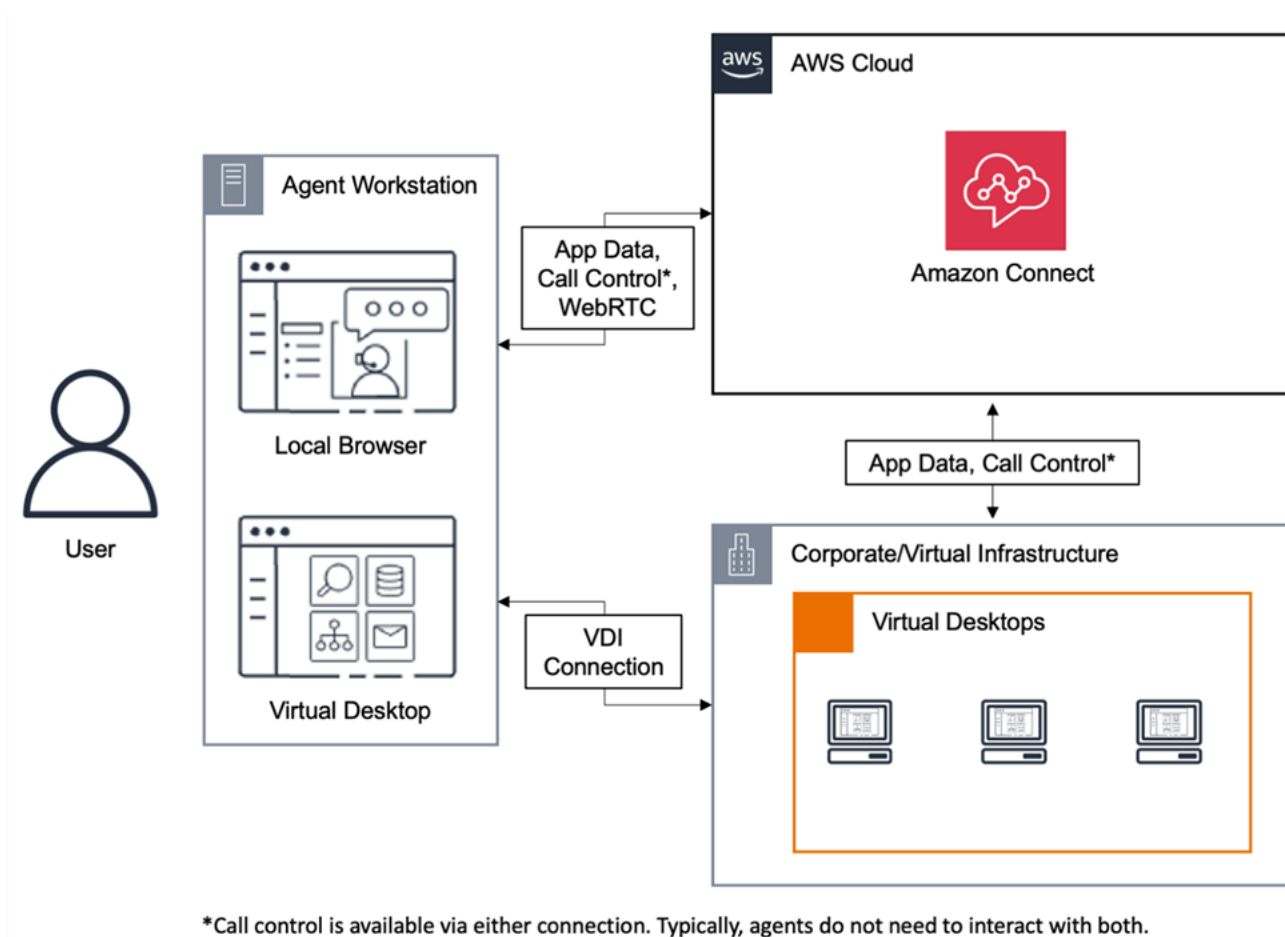 aws
AWS Cloud
Agent Workstation
App Data,
Call Control*,
WebRTC
Amazon Connect
Local Browser
App Data, Call Control*
User
Corporate/Virtual Infrastructure
Virtual Desktops
VDI
Connection
Virtual Desktop
*Call control is available via either connection. Typically, agents do not need to interact with both.